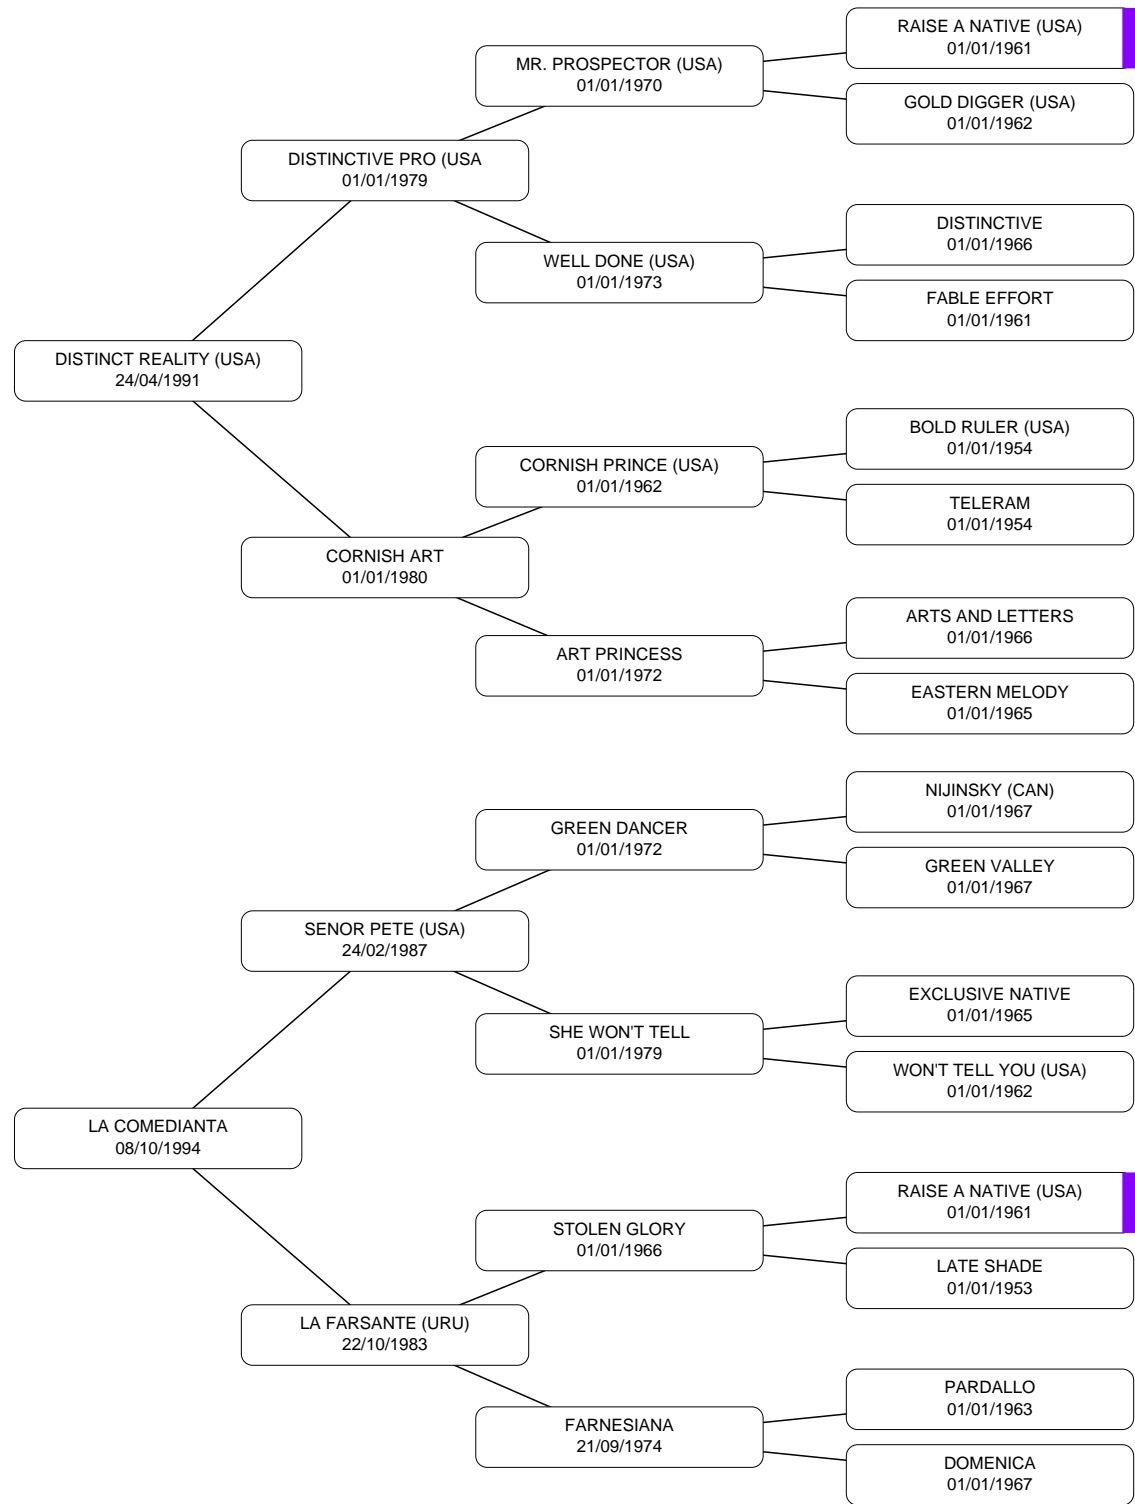 RAISE A NATIVE (USA)
01/01/1961
MR. PROSPECTOR (USA)
01/01/1970
GOLD DIGGER (USA)
01/01/1962
DISTINCTIVE PRO (USA
01/01/1979
DISTINCTIVE
01/01/1966
WELL DONE (USA)
01/01/1973
FABLE EFFORT
01/01/1961
DISTINCT REALITY (USA)
24/04/1991
BOLD RULER (USA)
01/01/1954
CORNISH PRINCE (USA)
01/01/1962
TELERAM
01/01/1954
CORNISH ART
01/01/1980
ARTS AND LETTERS
01/01/1966
ART PRINCESS
01/01/1972
EASTERN MELODY
01/01/1965
NIJINSKY (CAN)
01/01/1967
GREEN DANCER
01/01/1972
GREEN VALLEY
01/01/1967
SENOR PETE (USA)
24/02/1987
EXCLUSIVE NATIVE
01/01/1965
SHE WON'T TELL
01/01/1979
WON'T TELL YOU (USA)
01/01/1962
LA COMEDIANTA
08/10/1994
RAISE A NATIVE (USA)
01/01/1961
STOLEN GLORY
01/01/1966
LATE SHADE
01/01/1953
LA FARSANTE (URU)
22/10/1983
PARDALLO
01/01/1963
FARNESIANA
21/09/1974
DOMENICA
01/01/1967